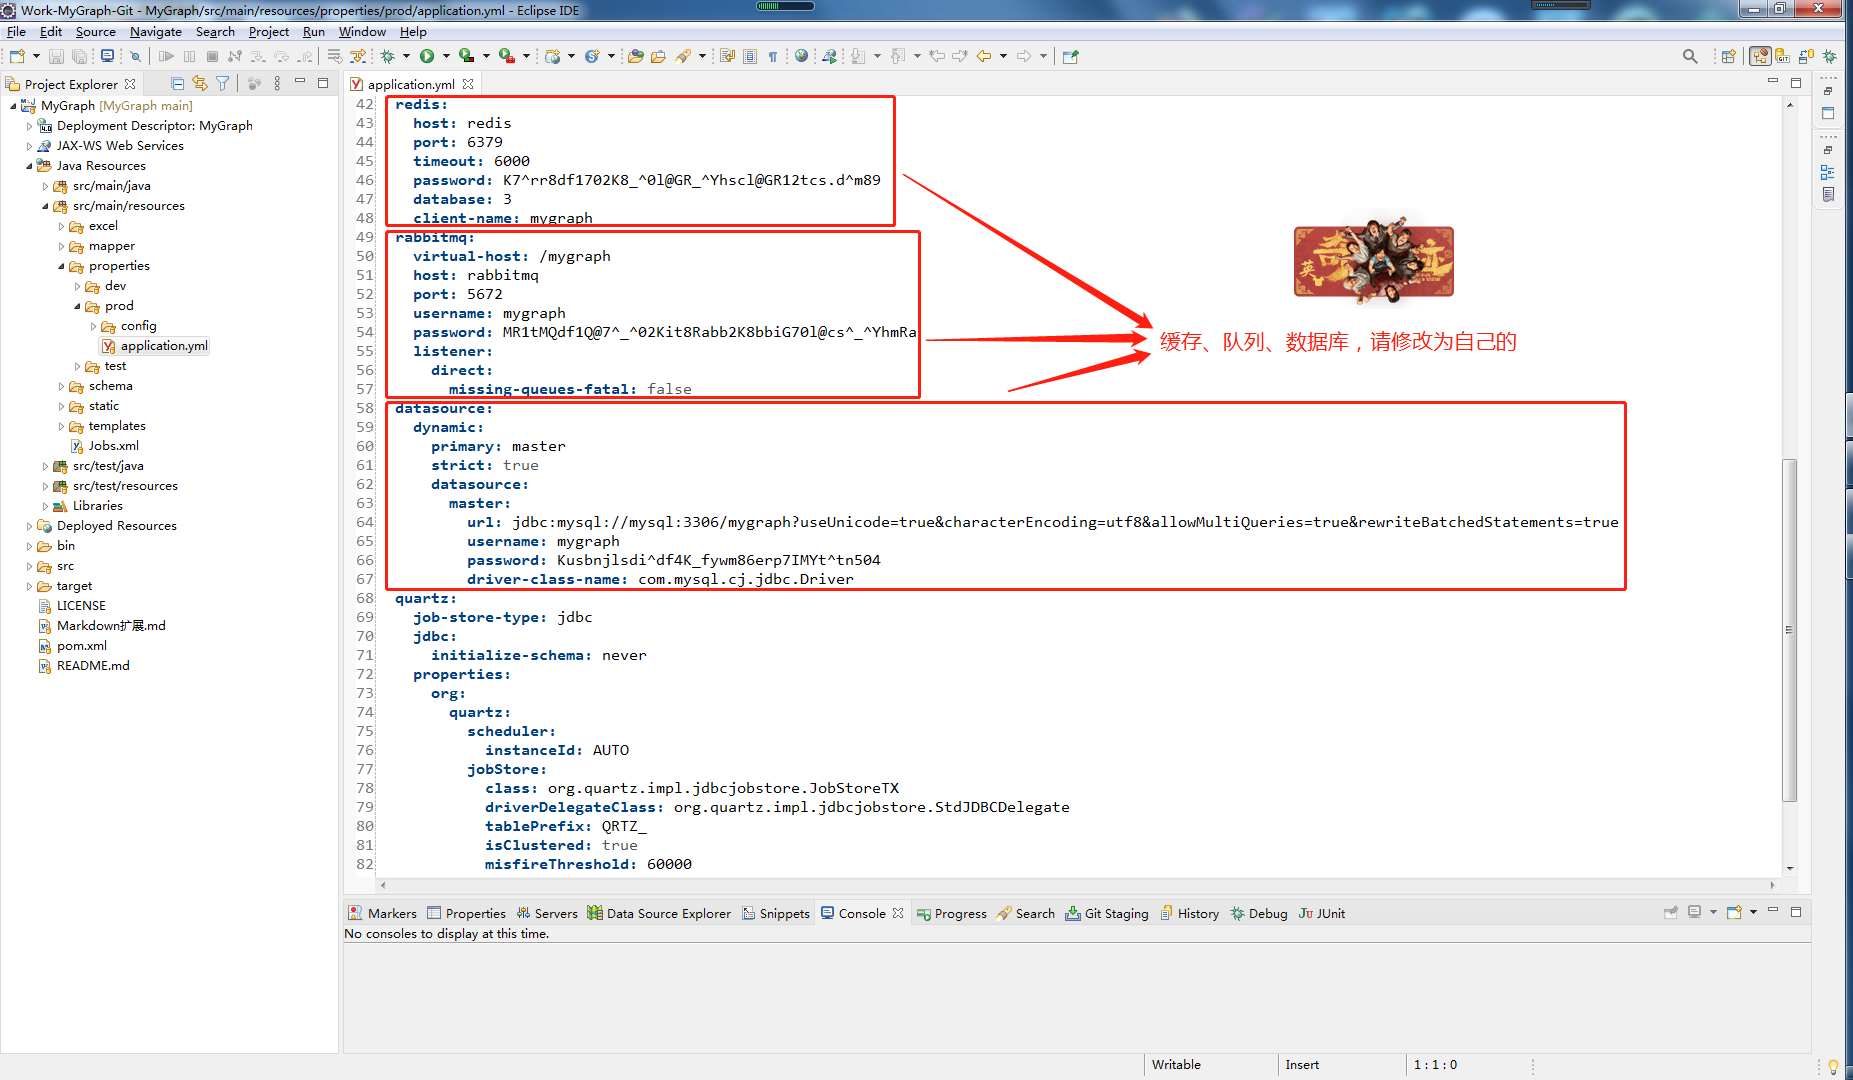 Work-MyGraph-Git - MyGraph/src/main/resources/properties/prod/application.yml - Eclipse IDE
File Edit Source Navigate Search Project Run Window Help
Project Explorer
MyGraph [MyGraph main]
Deployment Descriptor: MyGraph
JAX-WS Web Services
Java Resources
src/main/java
src/main/resources
excel
mapper
properties
dev
prod
config
application.yml
test
schema
static
templates
Jobs.xml
src/test/java
src/test/resources
Libraries
Deployed Resources
bin
src
target
LICENSE
Markdown扩展.md
pom.xml
README.md
application.yml
42 redis:
43 host: redis
44 port: 6379
45 timeout: 6000
46 password: K7^rr8df1702K8_^0l@GR_^Yhscl@GR12tcs.d^m89
47 database: 3
48 client-name: mygraph
49 rabbitmq:
50 virtual-host: /mygraph
51 host: rabbitmq
52 port: 5672
53 username: mygraph
54 password: MR1tMQdf1Q@7^_^02Kit8Rabb2K8bbiG70l@cs^_^YhmRa
55 listener:
56 direct:
57 missing-queues-fatal: false
58 datasource:
59 dynamic:
60 primary: master
61 strict: true
62 datasource:
63 master:
64 url: jdbc:mysql://mysql:3306/mygraph?useUnicode=true&characterEncoding=utf8&allowMultiQueries=true&rewriteBatchedStatements=true
65 username: mygraph
66 password: Kusbnjlsdi^df4K_fywm86erp7IMYt^tn504
67 driver-class-name: com.mysql.cj.jdbc.Driver
68 quartz:
69 job-store-type: jdbc
70 jdbc:
71 initialize-schema: never
72 properties:
73 org:
74 quartz:
75 scheduler:
76 instanceId: AUTO
77 jobStore:
78 class: org.quartz.impl.jdbcjobstore.JobStoreTX
79 driverDelegateClass: org.quartz.impl.jdbcjobstore.StdJDBCDelegate
80 tablePrefix: QRTZ_
81 isClustered: true
82 misfireThreshold: 60000
英
缓存、队列、数据库，请修改为自己的
Markers Properties Servers Data Source Explorer Snippets Console Progress Search Git Staging History Debug JUnit
No consoles to display at this time.
Writable Insert 1 : 1 : 0